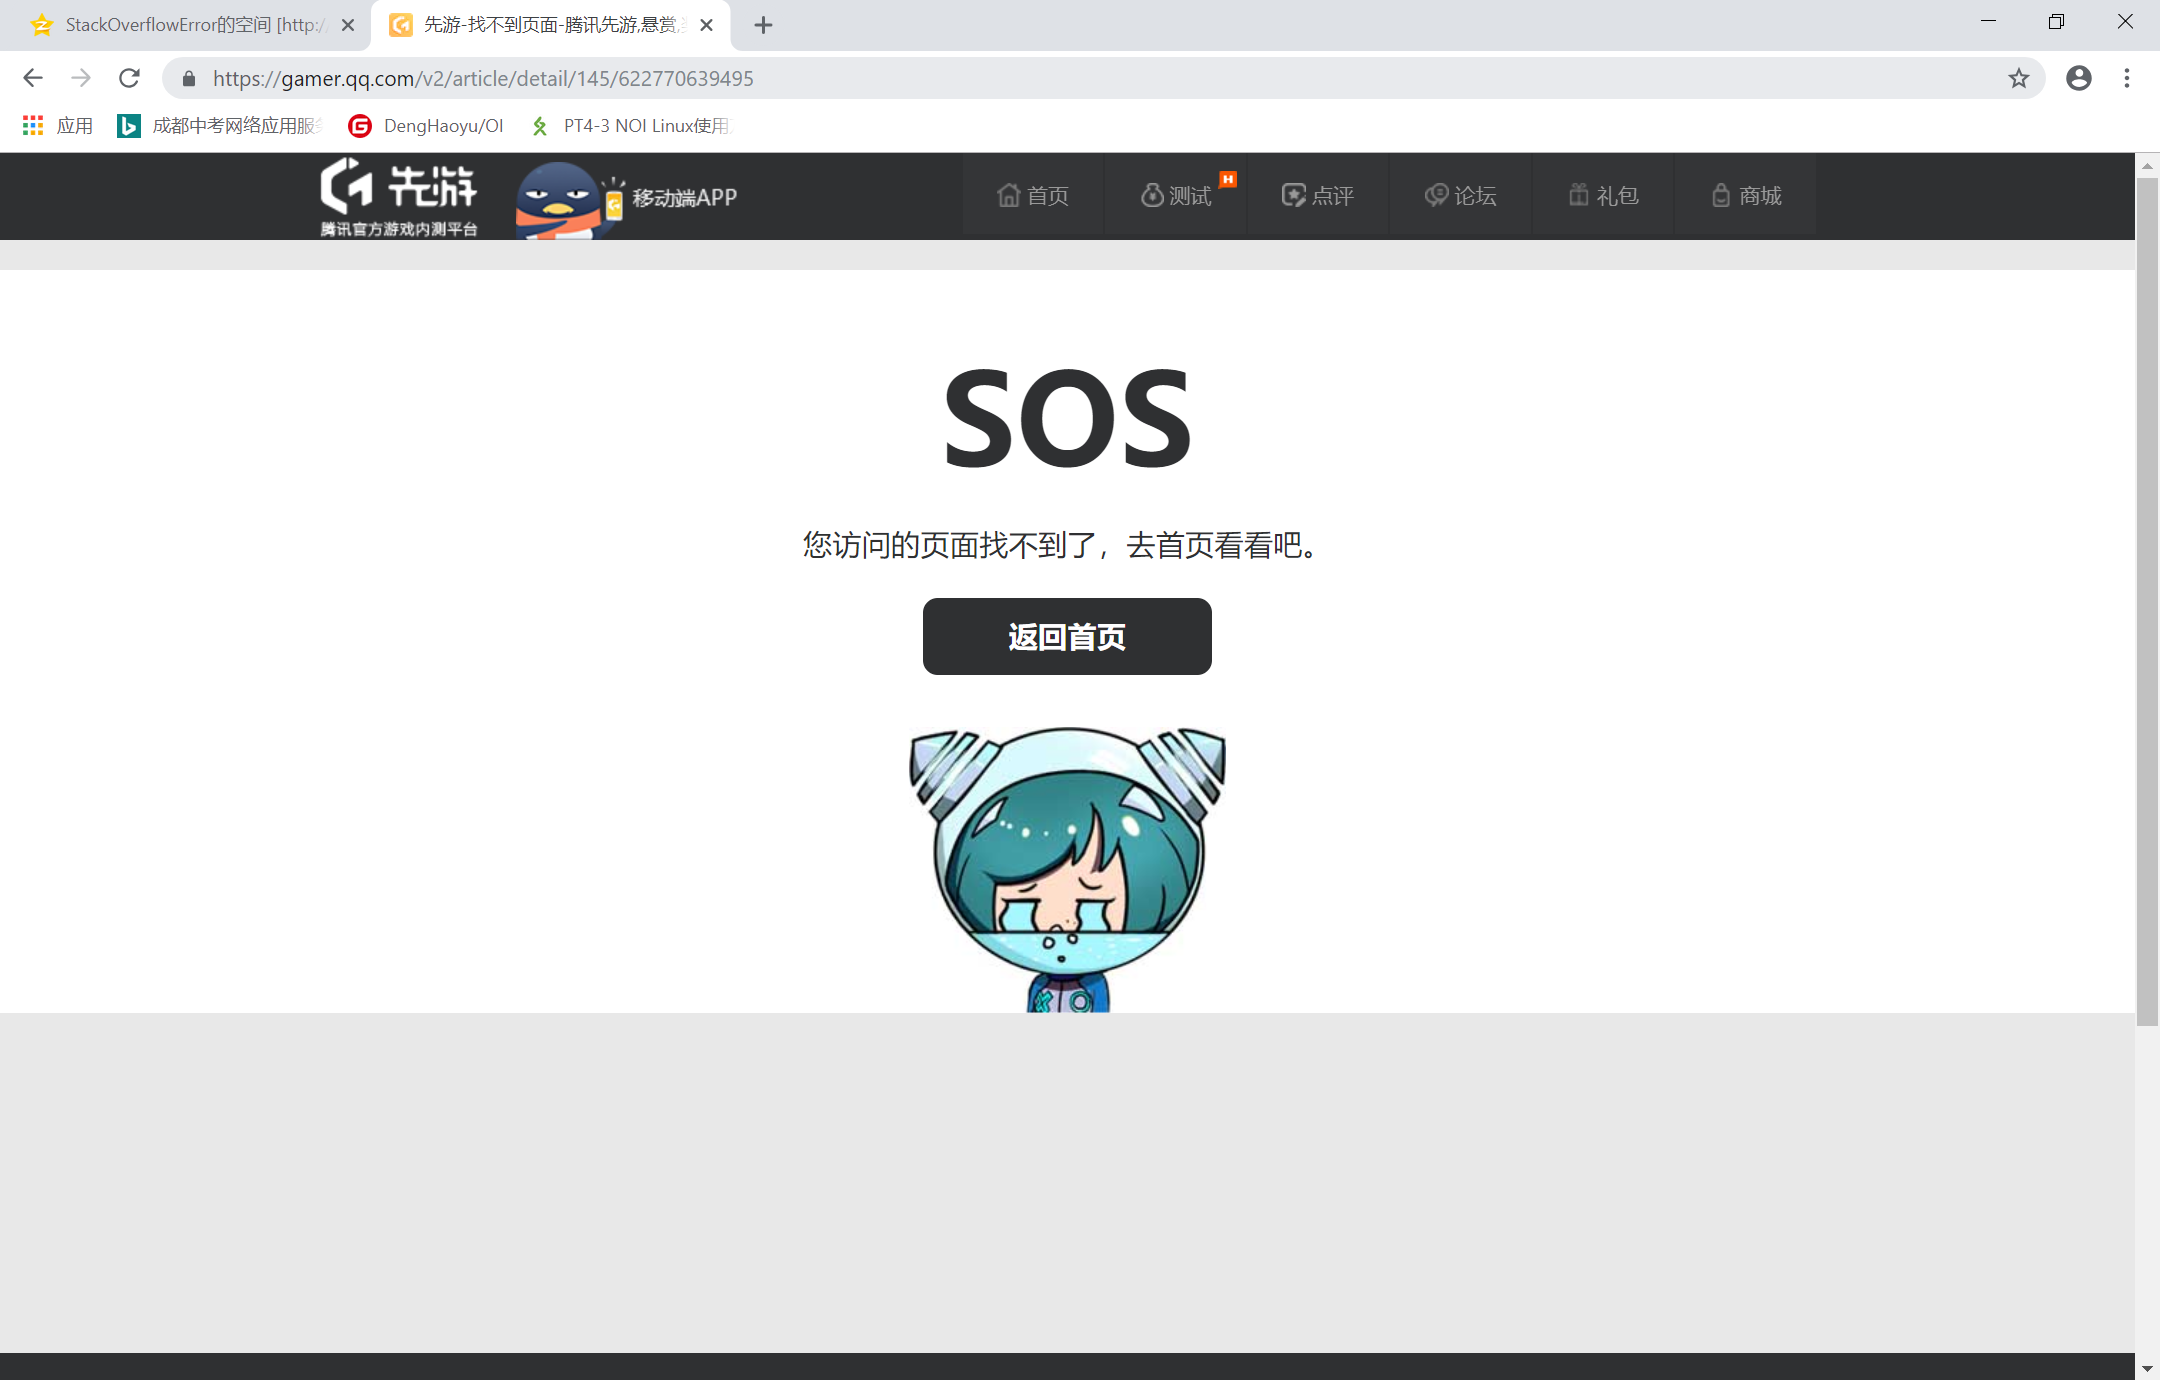 StackOverflowError的空间 [http:/
先游-找不到页面-腾讯先游,悬赏,
https://gamer.qq.com/v2/article/detail/145/622770639495
应用
成都中考网络应用服务
DengHaoyu/OI
PT4-3 NOI Linux使用
先游
腾讯官方游戏内测平台
移动端APP
首页
测试
H
点评
论坛
礼包
商城
SOS
您访问的页面找不到了，去首页看看吧。
返回首页